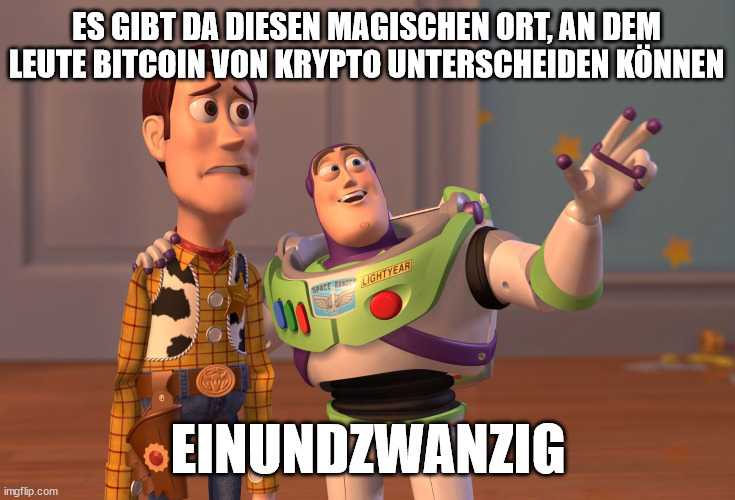 ES GIBT DA DIESEN MAGISCHEN ORT, AN DEM
LEUTE BITCOIN VON KRYPTO UNTERSCHEIDEN KÖNNEN
SPACE RANGER
LIGHTYEAR
EINUNDZWANZIG
imgflip.com